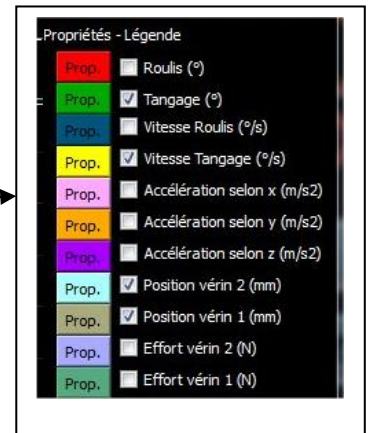 Propriétés - Légende
Prop. Roulis (°)
Prop. Tangage (°)
Prop. Vitesse Roulis (°/s)
Prop. Vitesse Tangage (°/s)
Prop. Accélération selon x (m/s2)
Prop. Accélération selon y (m/s2)
Prop. Accélération selon z (m/s2)
Prop. Position vérin 2 (mm)
Prop. Position vérin 1 (mm)
Prop. Effort vérin 2 (N)
Prop. Effort vérin 1 (N)